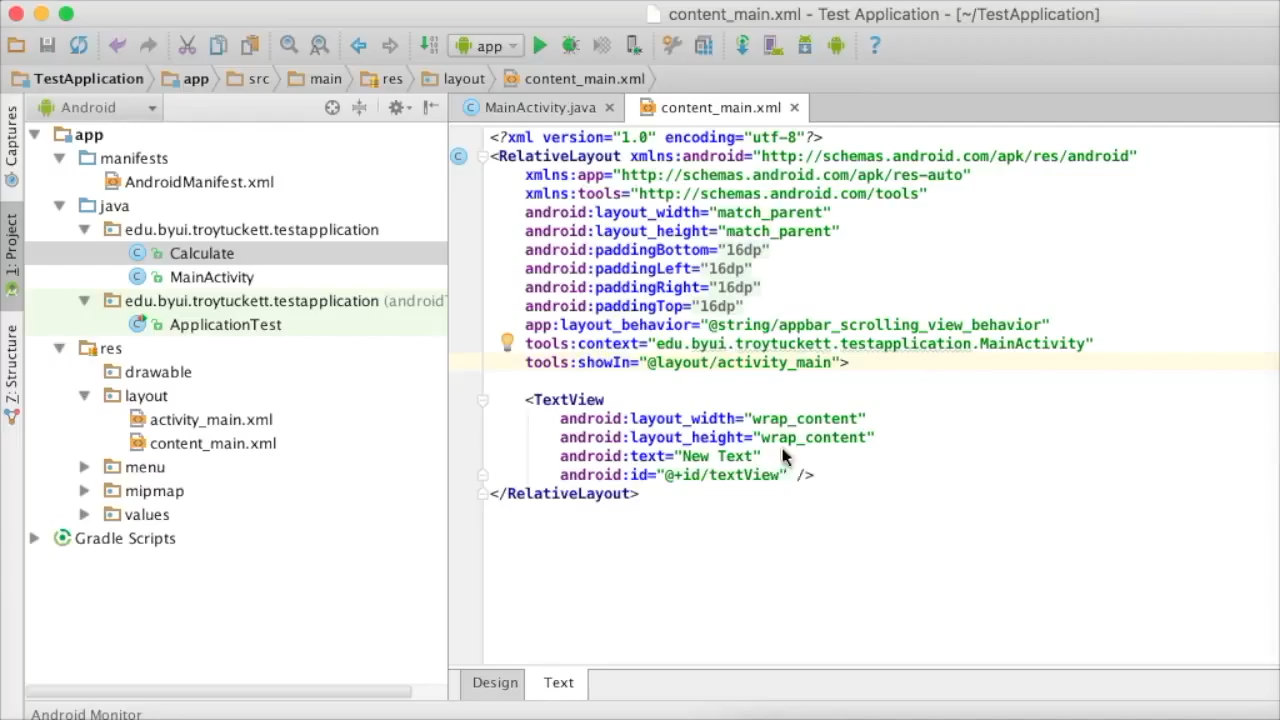 content_main.xml - Test Application - [~/TestApplication]
app
?
TestApplication app src main res layout content_main.xml
Captures
1: Project
Z: Structure
Android
app
manifests
AndroidManifest.xml
java
edu.byui.troytuckett.testapplication
Calculate
MainActivity
edu.byui.troytuckett.testapplication (android
ApplicationTest
res
drawable
layout
activity_main.xml
content_main.xml
menu
mipmap
values
Gradle Scripts
MainActivity.java content_main.xml
<?xml version="1.0" encoding="utf-8"?>
<RelativeLayout xmlns:android="http://schemas.android.com/apk/res/android"
xmlns:app="http://schemas.android.com/apk/res-auto"
xmlns:tools="http://schemas.android.com/tools"
android:layout_width="match_parent"
android:layout_height="match_parent"
android:paddingBottom="16dp"
android:paddingLeft="16dp"
android:paddingRight="16dp"
android:paddingTop="16dp"
app:layout_behavior="@string/appbar_scrolling_view_behavior"
tools:context="edu.byui.troytuckett.testapplication.MainActivity"
tools:showIn="@layout/activity_main">
<TextView
android:layout_width="wrap_content"
android:layout_height="wrap_content"
android:text="New Text"
android:id="@+id/textView" />
</RelativeLayout>
Design Text
Android Monitor